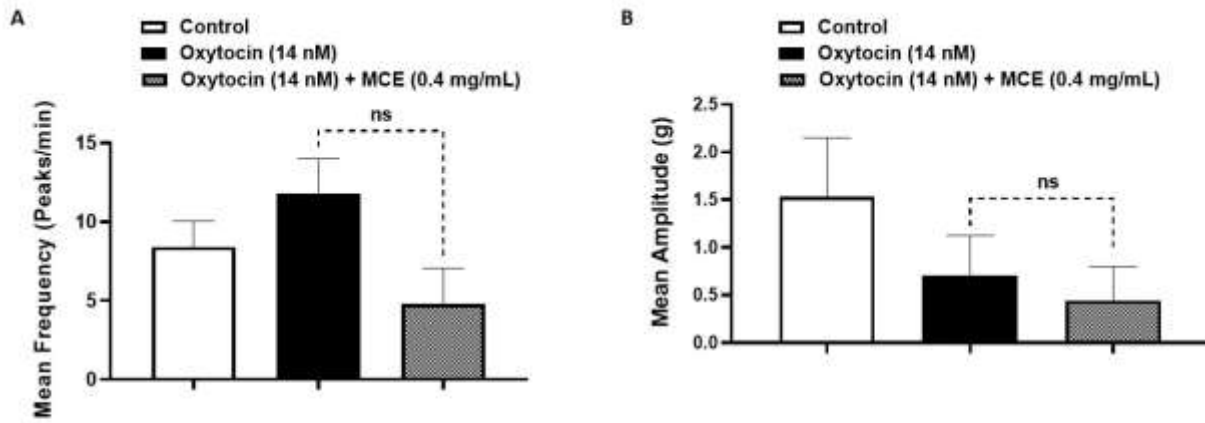 A
Control
Oxytocin (14 nM)
Oxytocin (14 nM) + MCE (0.4 mg/mL)
Mean Frequency (Peaks/min)
15
10
5
0
ns
B
Control
Oxytocin (14 nM)
Oxytocin (14 nM) + MCE (0.4 mg/mL)
Mean Amplitude (g)
2.5
2.0
1.5
1.0
0.5
0.0
ns